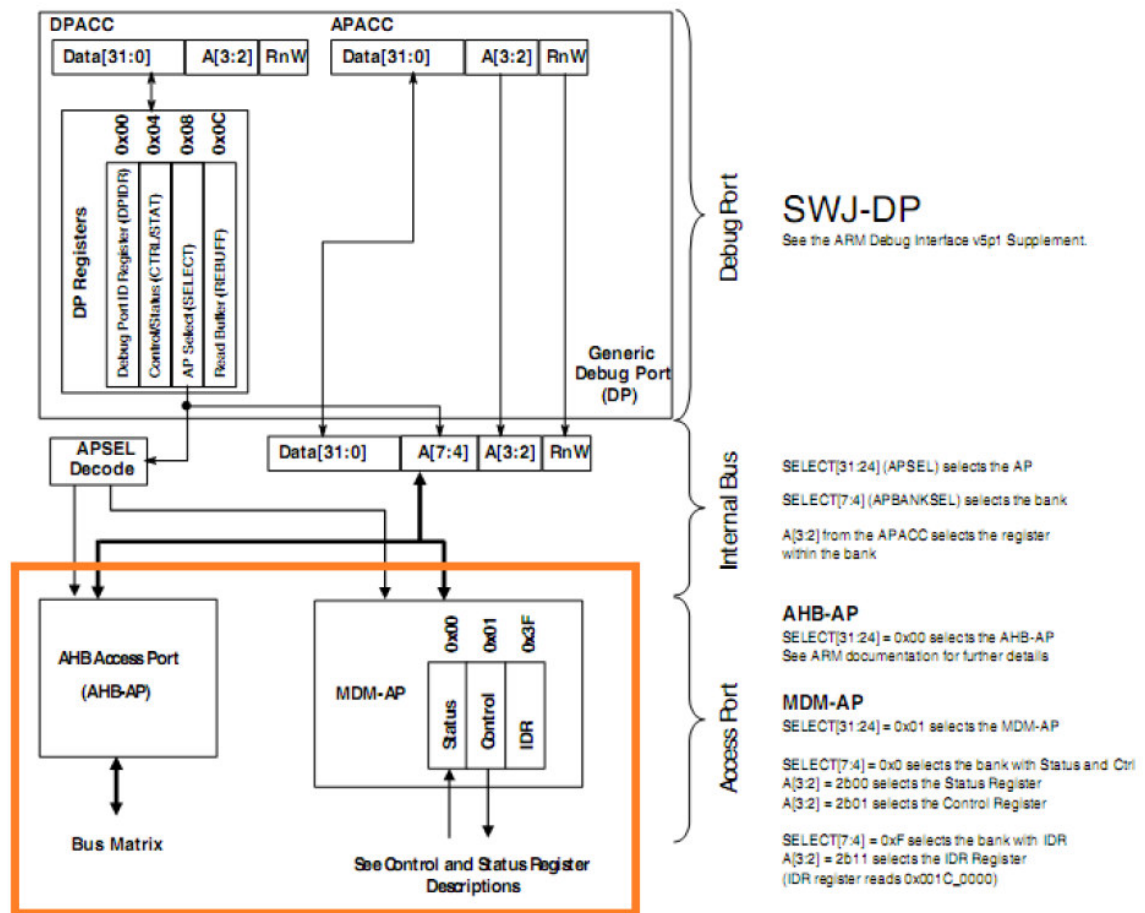 DPACC
APACC
Data[31:0] A[3:2] RnW
Data[31:0] A[3:2] RnW
0x00
0x04
0x08
0x0C
DP Registers
Debug Port ID Register (DPIDR)
Control/Status (CTRL/STAT)
AP Select (SELECT)
Read Buffer (REBUFF)
Generic
Debug Port
(DP)
Debug Port
SWJ-DP
See the ARM Debug Interface v5p1 Supplement.
APSEL
Decode
Data[31:0] A[7:4] A[3:2] RnW
Internal Bus
SELECT[31:24] (APSEL) selects the AP
SELECT[7:4] (APBANKSEL) selects the bank
A[3:2] from the APACC selects the register
within the bank
AHB Access Port
(AHB-AP)
Bus Matrix
MDM-AP
0x00
0x01
0x3F
Status
Control
IDR
See Control and Status Register
Descriptions
Access Port
AHB-AP
SELECT[31:24] = 0x00 selects the AHB-AP
See ARM documentation for further details
MDM-AP
SELECT[31:24] = 0x01 selects the MDM-AP
SELECT[7:4] = 0x0 selects the bank with Status and Ctrl
A[3:2] = 2b00 selects the Status Register
A[3:2] = 2b01 selects the Control Register
SELECT[7:4] = 0xF selects the bank with IDR
A[3:2] = 2b11 selects the IDR Register
(IDR register reads 0x001C_0000)